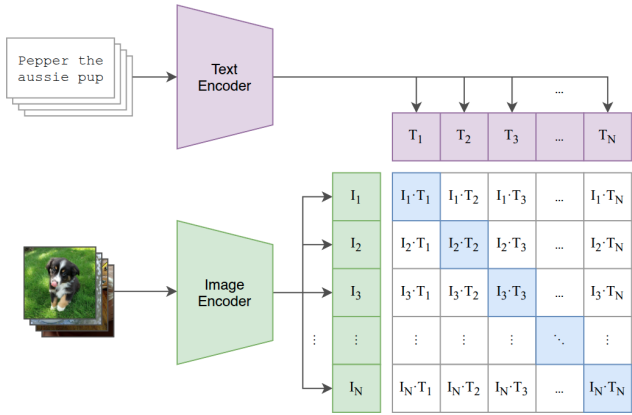 Pepper the
aussie pup
Text
Encoder
...
T1 T2 T3 ... TN
Image
Encoder
I1 I1·T1 I1·T2 I1·T3 ... I1·TN
I2 I2·T1 I2·T2 I2·T3 ... I2·TN
I3 I3·T1 I3·T2 I3·T3 ... I3·TN
⋮ ⋮ ⋮ ⋮ ⋮ ⋱ ⋮
IN IN·T1 IN·T2 IN·T3 ... IN·TN